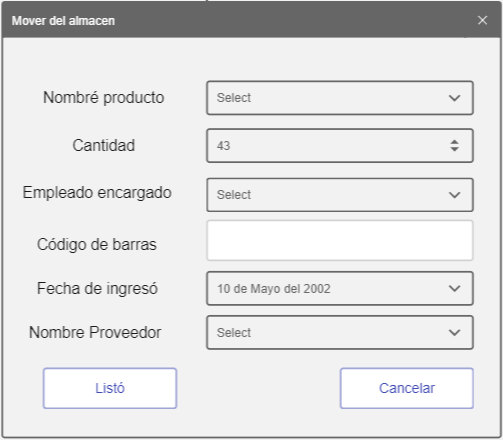 Mover del almacen
Nombré producto Select
Cantidad 43
Empleado encargado Select
Código de barras
Fecha de ingresó 10 de Mayo del 2002
Nombre Proveedor Select
Listó Cancelar